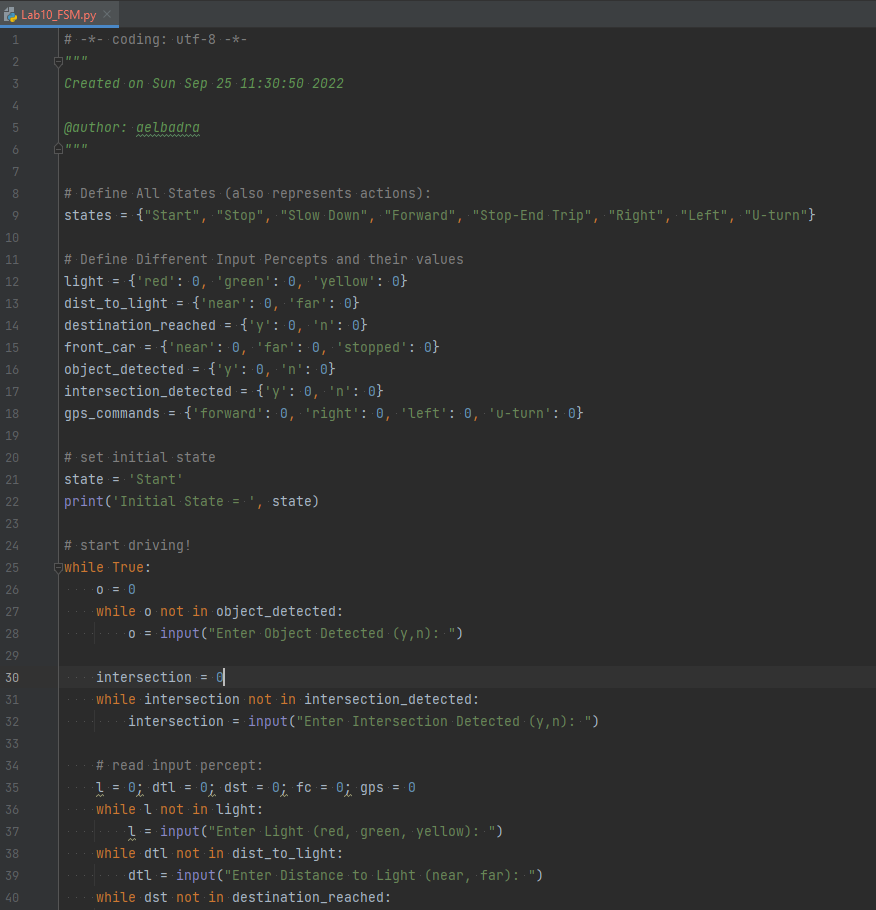 Lab10_FSM.py
1 # -*- coding: utf-8 -*-
2 """
3 Created on Sun Sep 25 11:30:50 2022
4
5 @author: aelbadra
6 """
7
8 # Define All States (also represents actions):
9 states = {"Start", "Stop", "Slow Down", "Forward", "Stop-End Trip", "Right", "Left", "U-turn"}
10
11 # Define Different Input Percepts and their values
12 light = {'red': 0, 'green': 0, 'yellow': 0}
13 dist_to_light = {'near': 0, 'far': 0}
14 destination_reached = {'y': 0, 'n': 0}
15 front_car = {'near': 0, 'far': 0, 'stopped': 0}
16 object_detected = {'y': 0, 'n': 0}
17 intersection_detected = {'y': 0, 'n': 0}
18 gps_commands = {'forward': 0, 'right': 0, 'left': 0, 'u-turn': 0}
19
20 # set initial state
21 state = 'Start'
22 print('Initial State = ', state)
23
24 # start driving!
25 while True:
26     o = 0
27     while o not in object_detected:
28         o = input("Enter Object Detected (y,n): ")
29
30     intersection = 0
31     while intersection not in intersection_detected:
32         intersection = input("Enter Intersection Detected (y,n): ")
33
34     # read input percept:
35     l = 0; dtl = 0; dst = 0; fc = 0; gps = 0
36     while l not in light:
37         l = input("Enter Light (red, green, yellow): ")
38     while dtl not in dist_to_light:
39         dtl = input("Enter Distance to Light (near, far): ")
40     while dst not in destination_reached: